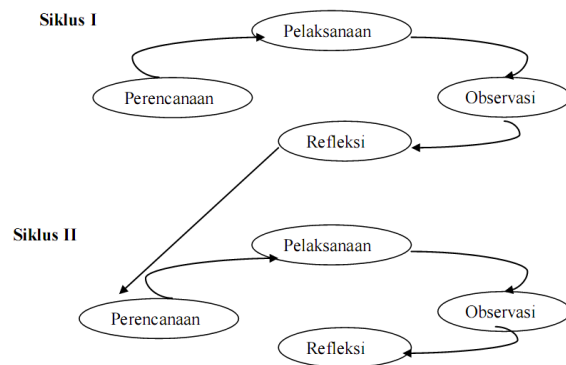 Siklus I
Pelaksanaan
Perencanaan
Observasi
Refleksi
Siklus II
Pelaksanaan
Perencanaan
Observasi
Refleksi